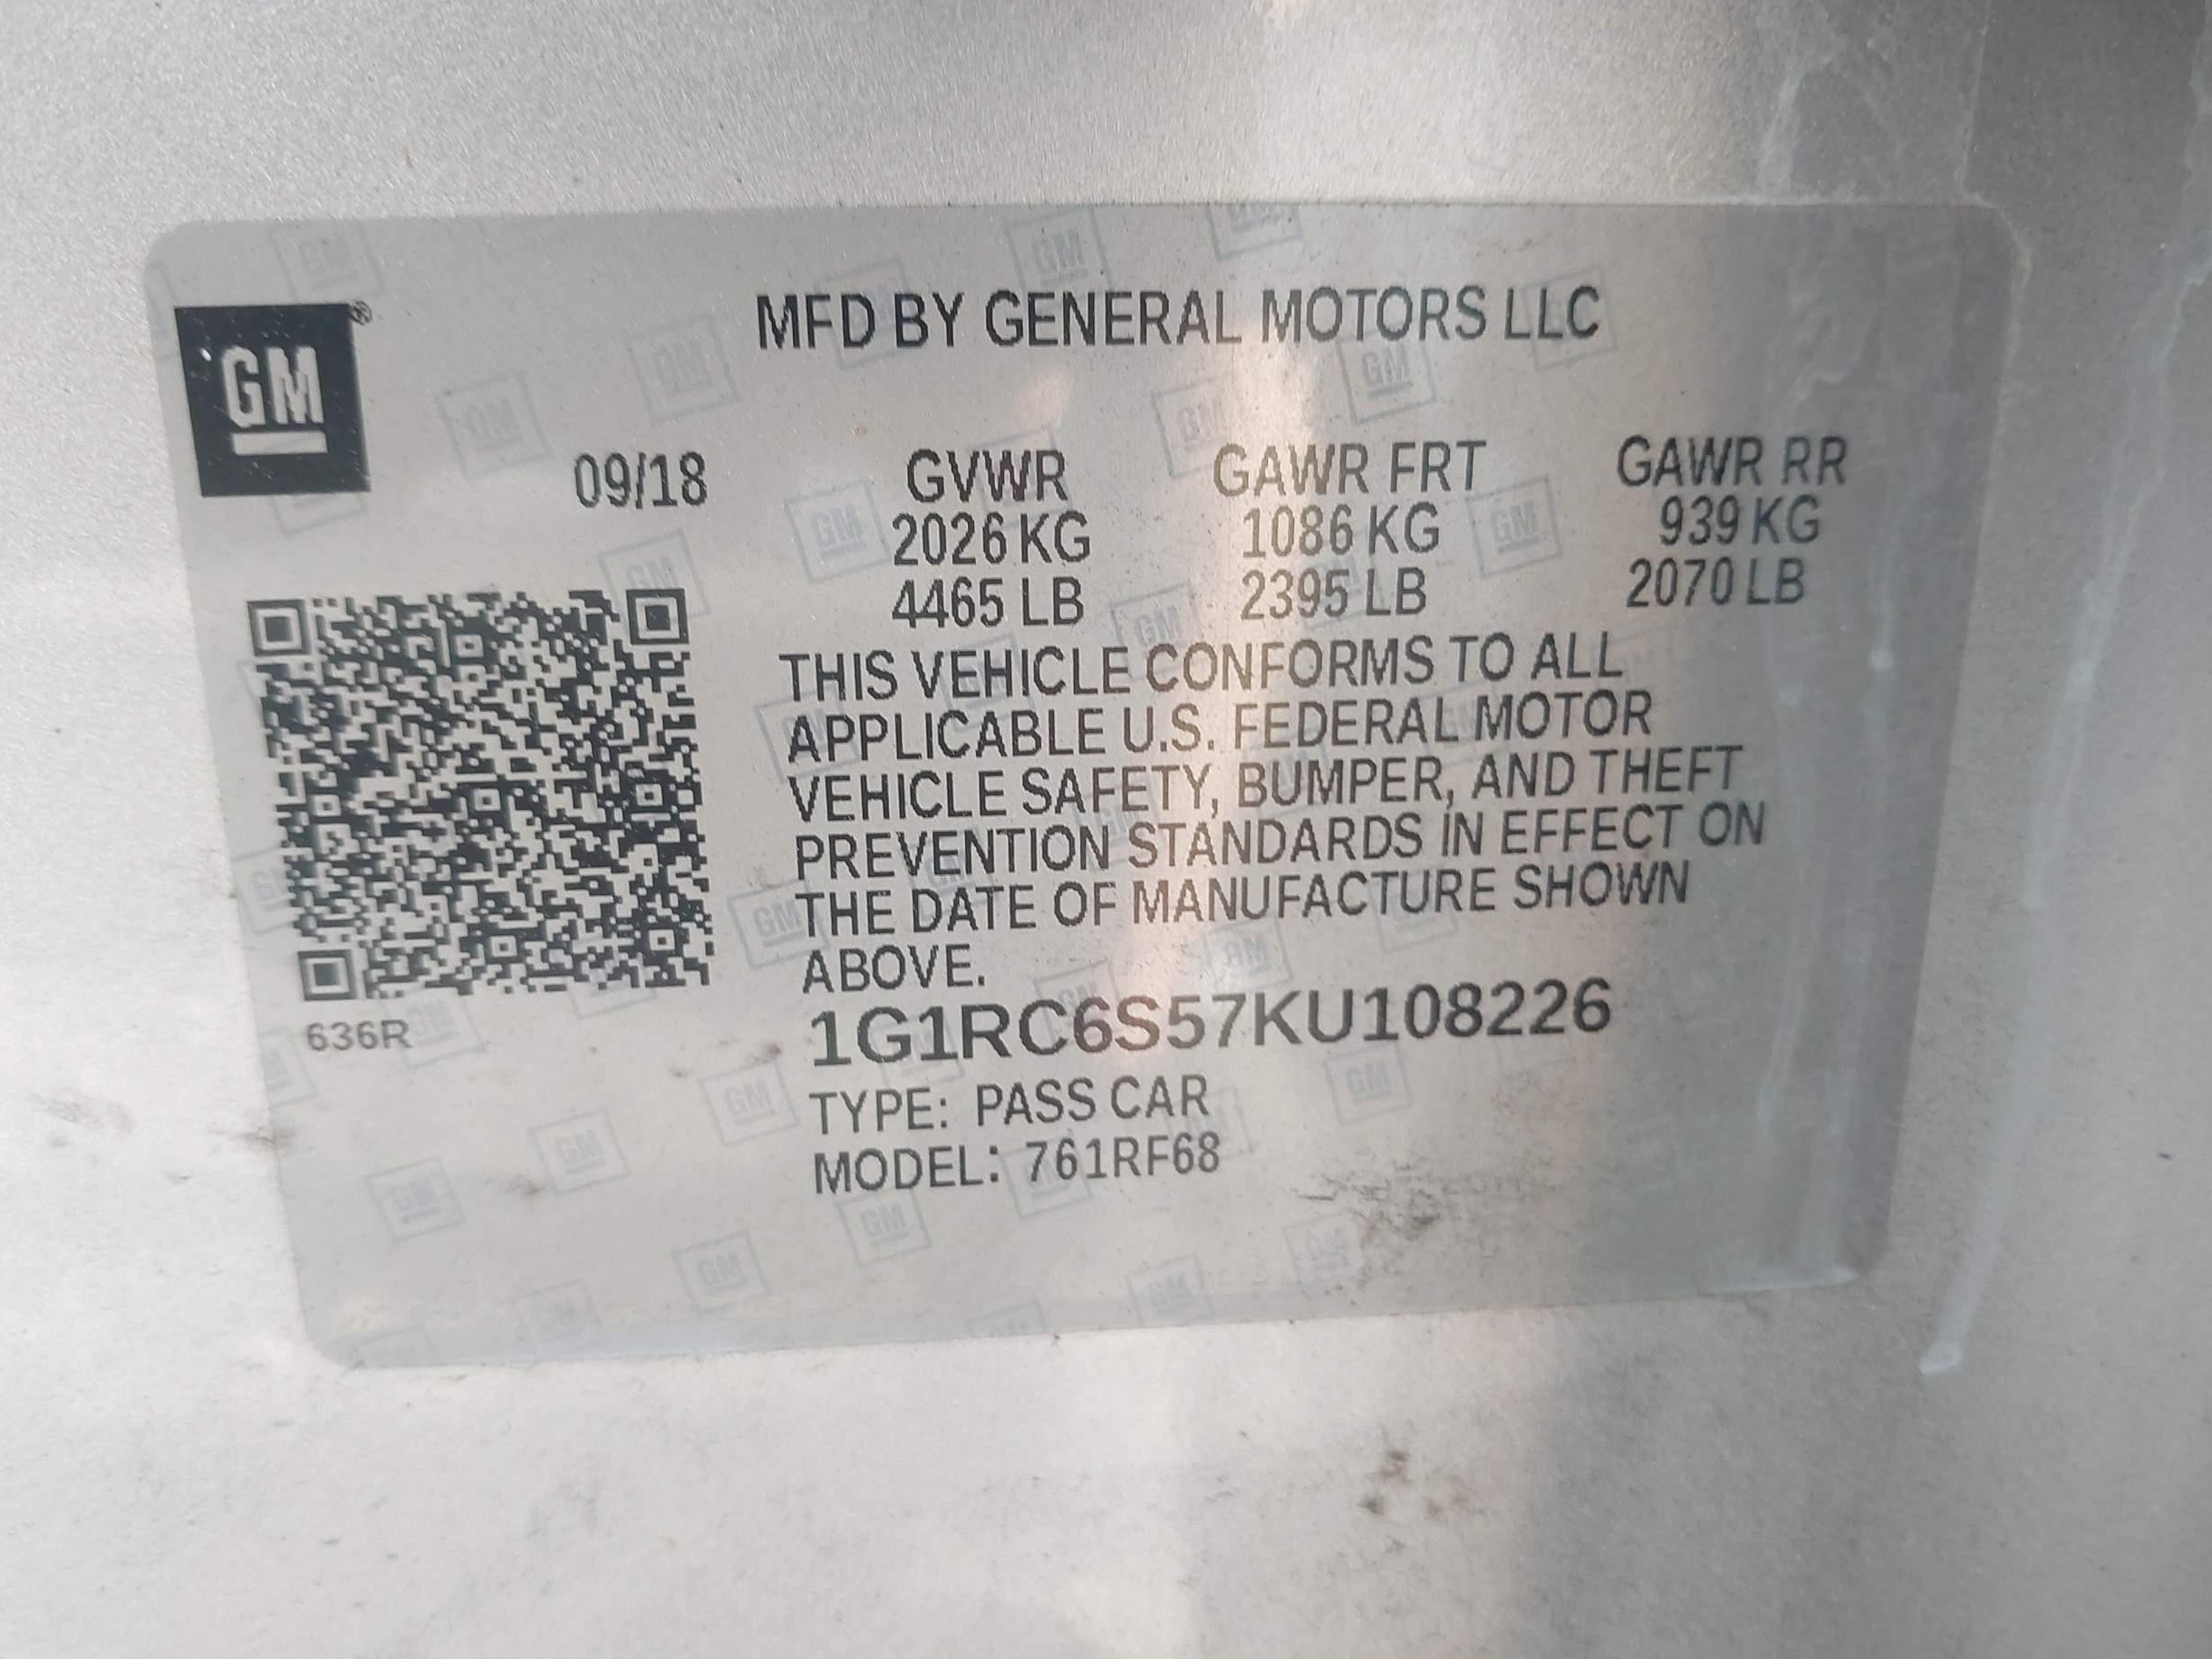 GM
MFD BY GENERAL MOTORS LLC
09/18 GVWR GAWR FRT GAWR RR
2026 KG 1086 KG 939 KG
4465 LB 2395 LB 2070 LB
THIS VEHICLE CONFORMS TO ALL
APPLICABLE U.S. FEDERAL MOTOR
VEHICLE SAFETY, BUMPER, AND THEFT
PREVENTION STANDARDS IN EFFECT ON
THE DATE OF MANUFACTURE SHOWN
ABOVE.
636R
1G1RC6S57KU108226
TYPE: PASS CAR
MODEL: 761RF68